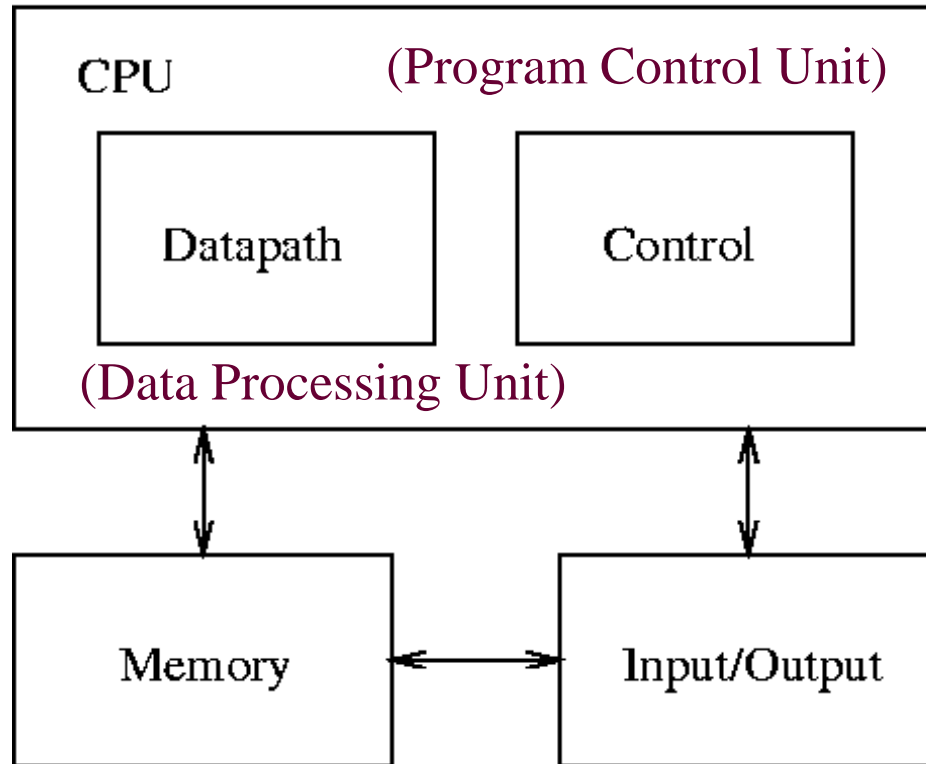 (Program Control Unit)
CPU
Datapath
Control
(Data Processing Unit)
Memory
Input/Output